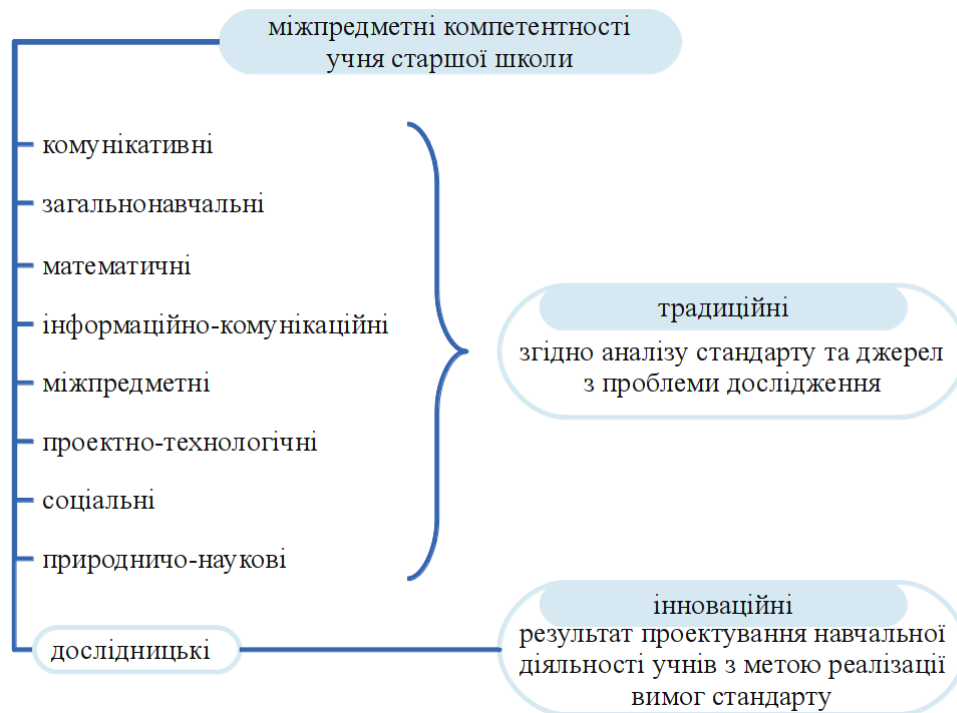 міжпредметні компетентності
учня старшої школи
комунікативні
загальнонавчальні
математичні
інформаційно-комунікаційні
міжпредметні
проектно-технологічні
соціальні
природничо-наукові
традиційні
згідно аналізу стандарту та джерел
з проблеми дослідження
дослідницькі
інноваційні
результат проектування навчальної
діяльності учнів з метою реалізації
вимог стандарту